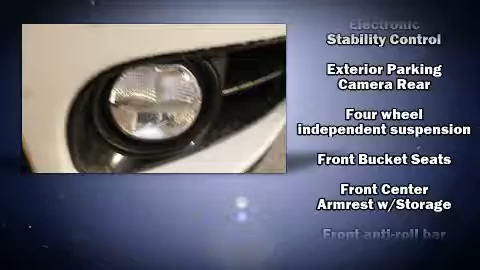 Electronic
Stability Control
Exterior Parking
Camera Rear
Four wheel
independent suspension
Front Bucket Seats
Front Center
Armrest w/Storage
Front anti-roll bar